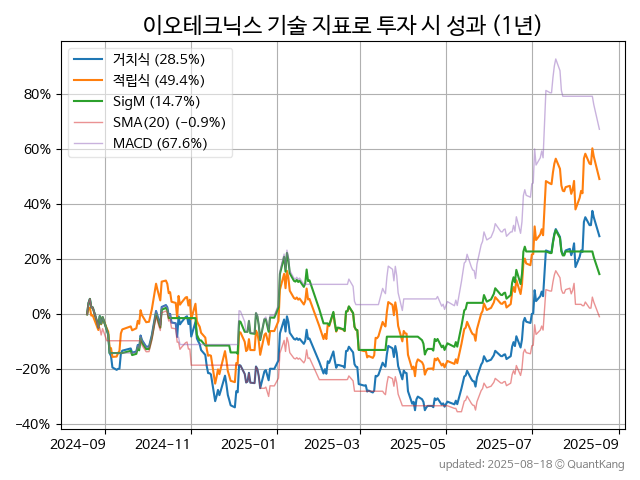 이오테크닉스 기술 지표로 투자 시 성과 (1년)
거치식 (28.5%)
적립식 (49.4%)
SigM (14.7%)
SMA(20) (−0.9%)
MACD (67.6%)
80%
60%
40%
20%
0%
−20%
−40%
2024-09 2024-11 2025-01 2025-03 2025-05 2025-07 2025-09
updated: 2025-08-18 © QuantKang